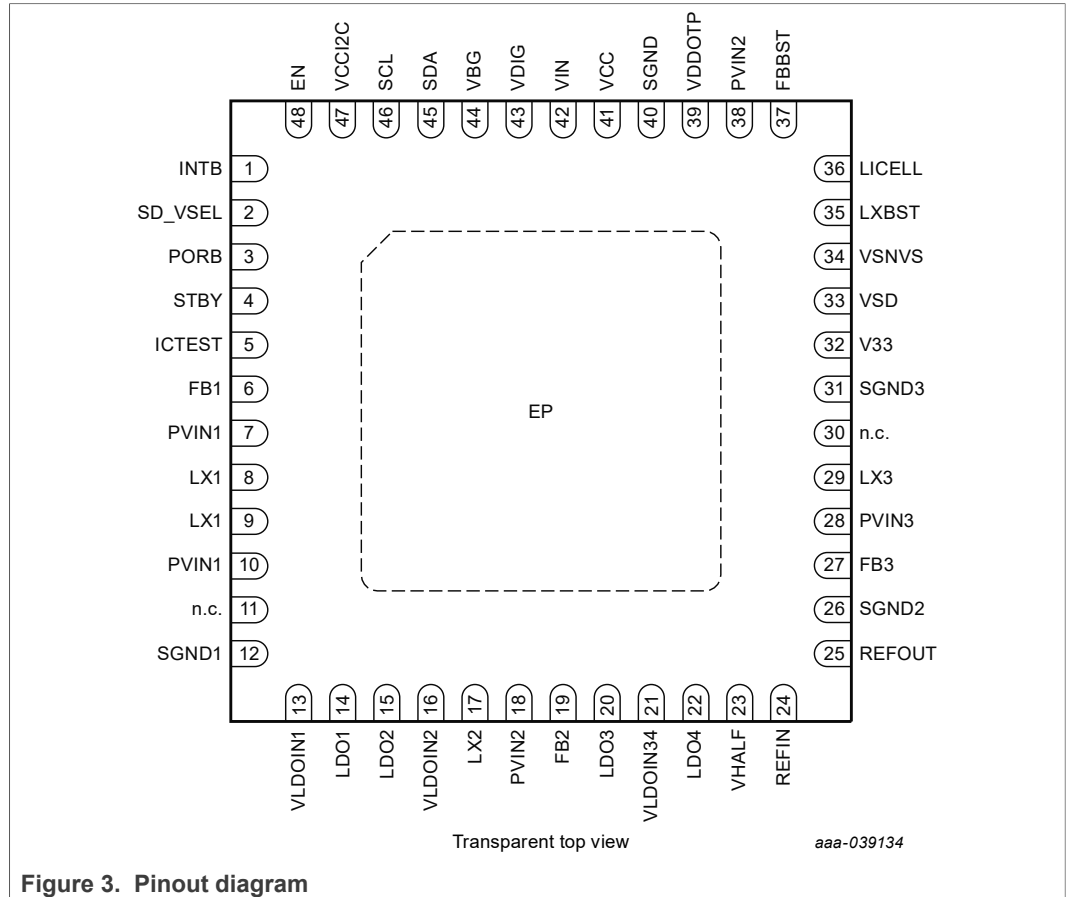 EN
VCCI2C
SCL
SDA
VBG
VDIG
VIN
VCC
SGND
VDDOTP
PVIN2
FBBST
48
47
46
45
44
43
42
41
40
39
38
37
INTB 1
SD_VSEL 2
PORB 3
STBY 4
ICTEST 5
FB1 6
PVIN1 7
LX1 8
LX1 9
PVIN1 10
n.c. 11
SGND1 12
EP
36 LICELL
35 LXBST
34 VSNVS
33 VSD
32 V33
31 SGND3
30 n.c.
29 LX3
28 PVIN3
27 FB3
26 SGND2
25 REFOUT
13
14
15
16
17
18
19
20
21
22
23
24
VLDOIN1
LDO1
LDO2
VLDOIN2
LX2
PVIN2
FB2
LDO3
VLDOIN34
LDO4
VHALF
REFIN
Transparent top view
aaa-039134
Figure 3. Pinout diagram